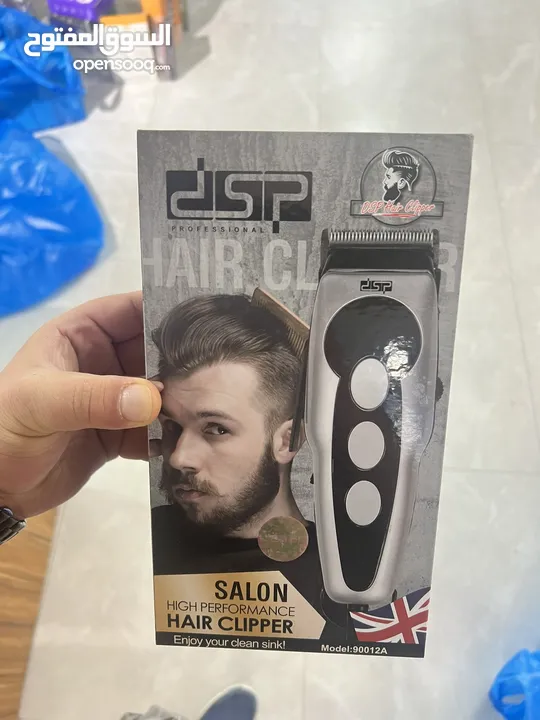 السوق المفتوح
opensooq.com
dsp
PROFESSIONAL
DSP Hair Clipper
HAIR CL R
dsp
SALON
HIGH PERFORMANCE
HAIR CLIPPER
Enjoy your clean sink!
Model:90012A